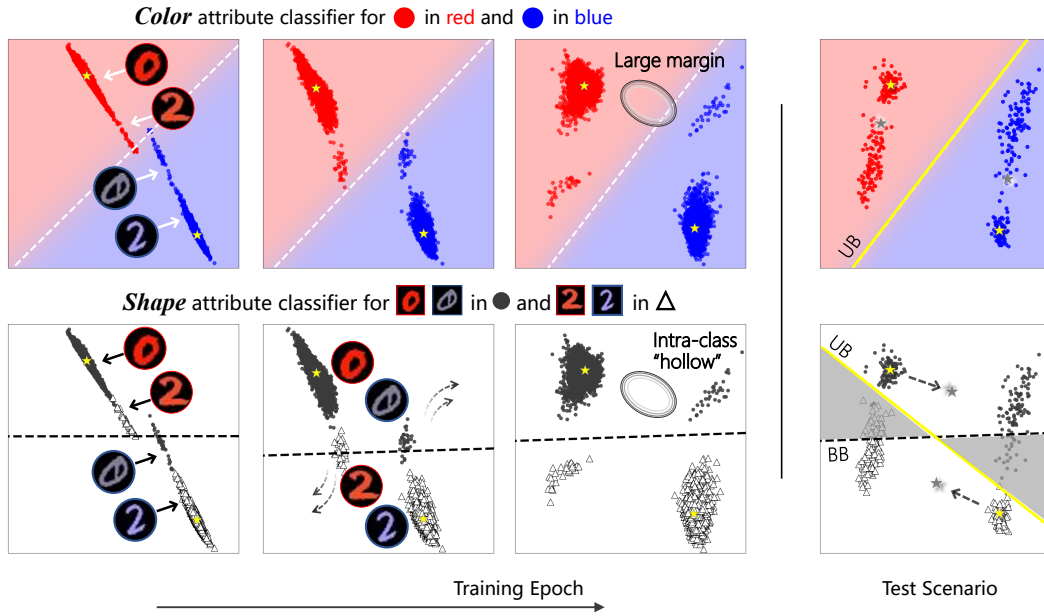 Color attribute classifier for in red and in blue
Large margin
UB
Shape attribute classifier for in and in
Intra-class
"hollow"
UB
BB
Training Epoch
Test Scenario